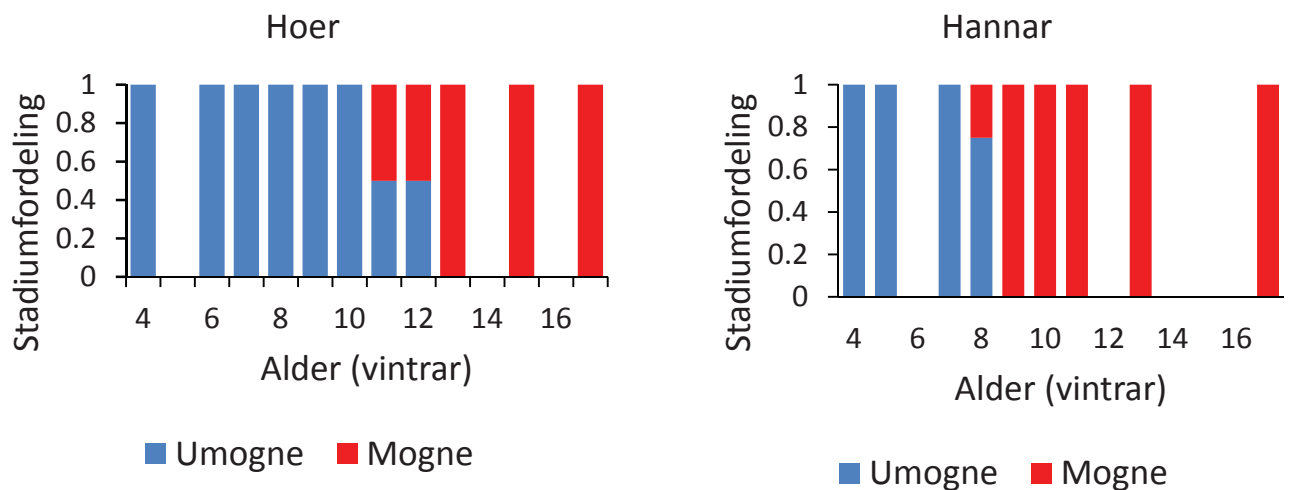 Hoer
Stadiumfordeling
1
0.8
0.6
0.4
0.2
0
4 6 8 10 12 14 16
Alder (vintrar)
Umogne Mogne
Hannar
Stadiumfordeling
1
0.8
0.6
0.4
0.2
0
4 6 8 10 12 14 16
Alder (vintrar)
Umogne Mogne